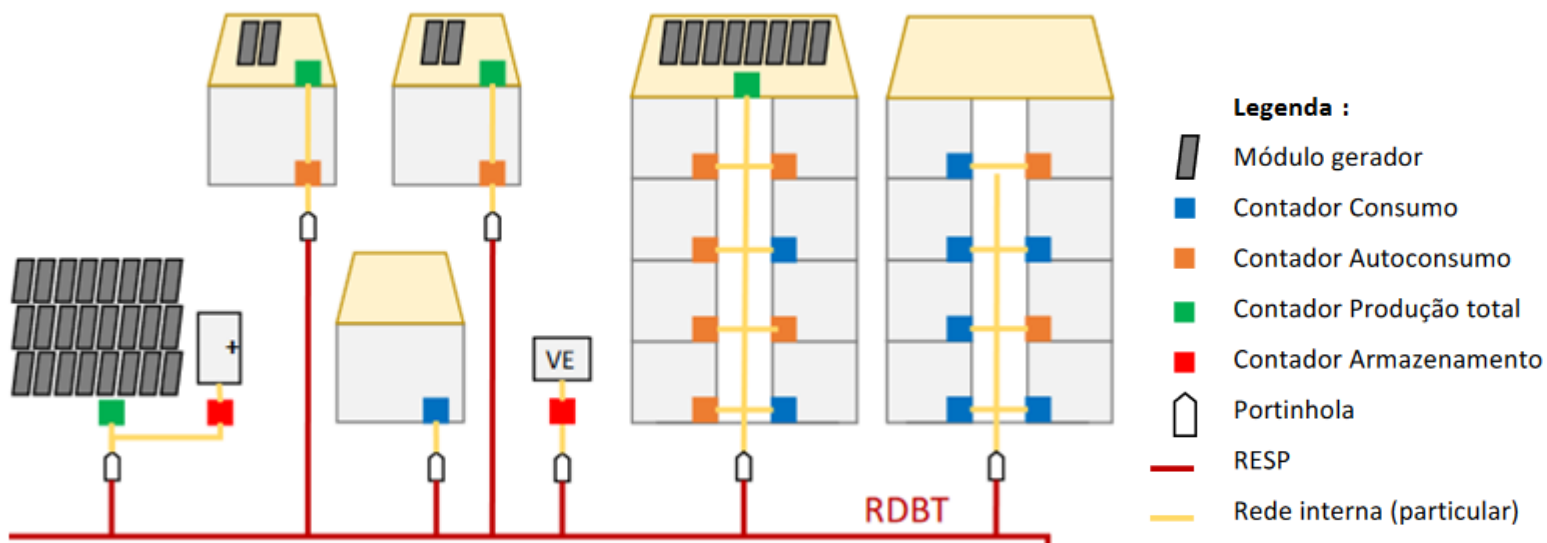 Legenda :
Módulo gerador
Contador Consumo
Contador Autoconsumo
Contador Produção total
Contador Armazenamento
Portinhola
RESP
Rede interna (particular)
+
VE
RDBT